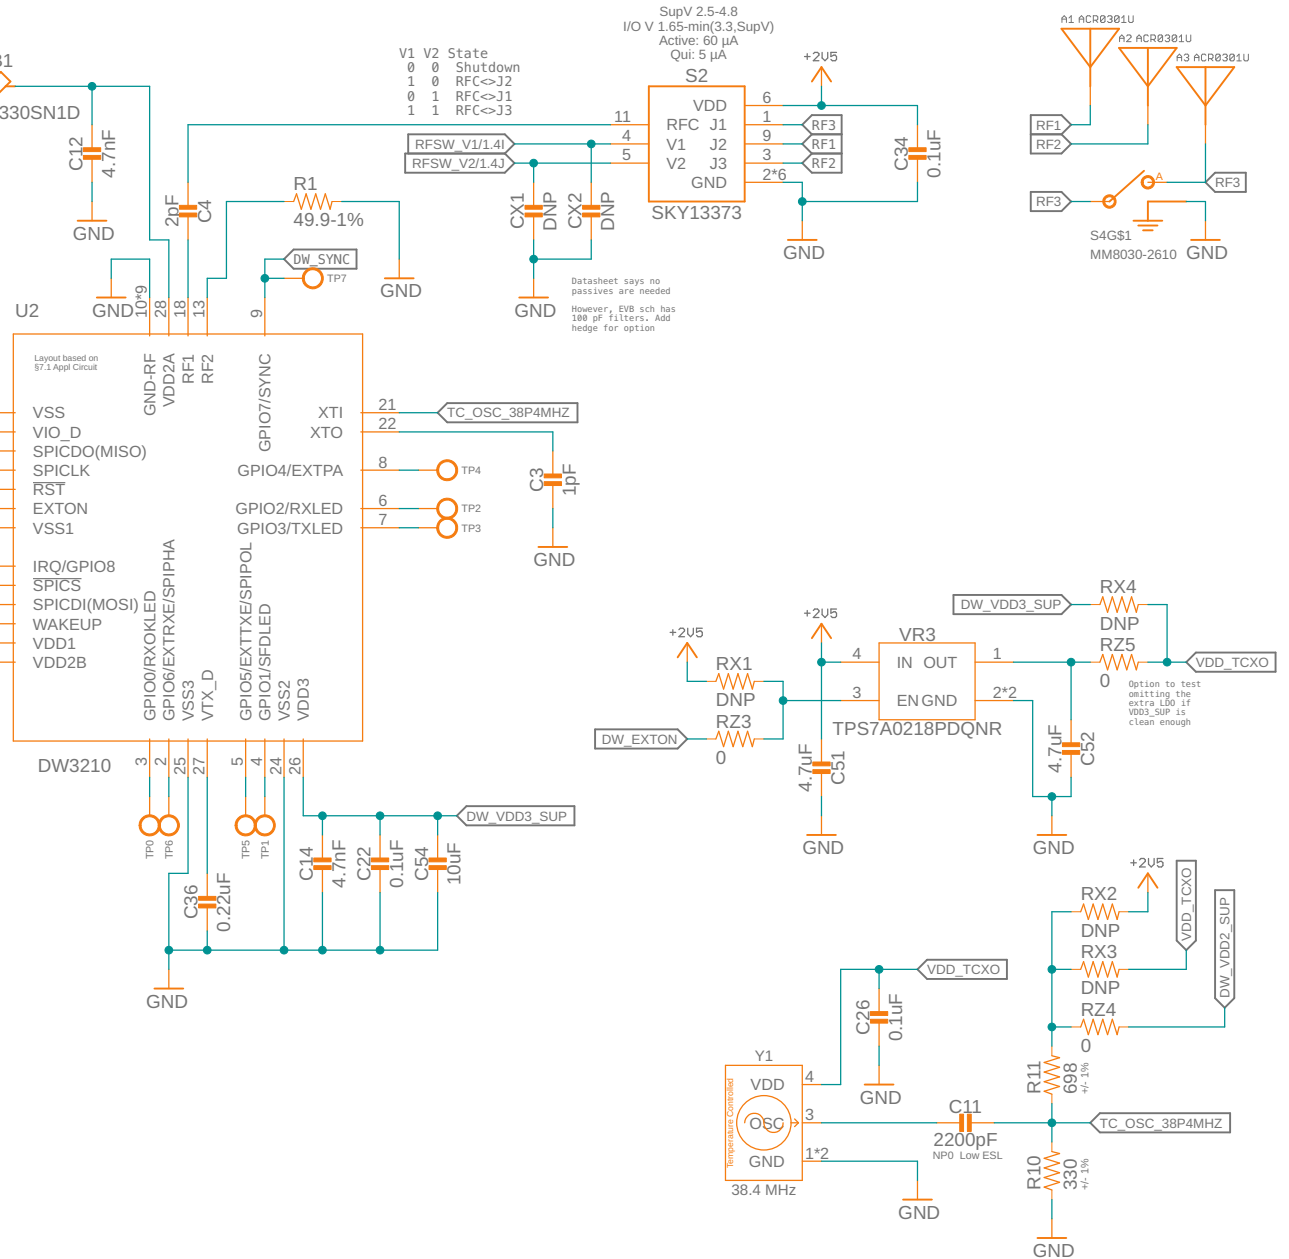 SupV 2.5-4.8
I/O V 1.65-min(3.3,SupV)
Active: 60 µA
Qui: 5 µA
V1 V2 State
0 0 Shutdown
1 0 RFC<>J2
0 1 RFC<>J1
1 1 RFC<>J3
S2
VDD 6
11 RFC J1 1 RF3
RFSW_V1/1.4I 4 V1 J2 9 RF1
RFSW_V2/1.4J 5 V2 J3 3 RF2
GND 2*6
SKY13373
+2V5
C34
0.1uF
GND
CX1
DNP
CX2
DNP
GND
Datasheet says no
passives are needed
However, EVB sch has
100 pF filters. Add
hedge for option
A1 ACR0301U
A2 ACR0301U
A3 ACR0301U
RF1
RF2
RF3
A
RF3
S4G$1
MM8030-2610
GND
330SN1D
C12
4.7nF
GND
2pF
C4
R1
49.9-1%
GND
DW_SYNC
TP7
GND
10*9
28
18
13
9
U2
Layout based on
§7.1 Appl Circuit
GND-RF
VDD2A
RF1
RF2
GPIO7/SYNC
VSS
VIO_D
SPICDO(MISO)
SPICLK
RST
EXTON
VSS1
IRQ/GPIO8
SPICS
SPICDI(MOSI)
WAKEUP
VDD1
VDD2B
XTI 21 TC_OSC_38P4MHZ
XTO 22
GPIO4/EXTPA 8 TP4
GPIO2/RXLED 6 TP2
GPIO3/TXLED 7 TP3
C3
1pF
GND
GPIO0/RXOKLED
GPIO6/EXTRXE/SPIPHA
VSS3
VTX_D
GPIO5/EXTTXE/SPIPOL
GPIO1/SFDLED
VSS2
VDD3
DW3210
3
2
25
27
5
4
24
26
TP0
TP6
TP5
TP1
DW_VDD3_SUP
C14
4.7nF
C22
0.1uF
C54
10uF
C36
0.22uF
GND
+2V5
RX1
DNP
RZ3
0
DW_EXTON
+2V5
VR3
4 IN OUT 1
3 EN GND 2*2
TPS7A0218PDQNR
4.7uF
C51
GND
DW_VDD3_SUP
RX4
DNP
RZ5
0
VDD_TCXO
Option to test
omitting the
extra LDO if
VDD3_SUP is
clean enough
4.7uF
C52
GND
+2V5
VDD_TCXO
DW_VDD2_SUP
RX2
DNP
RX3
DNP
RZ4
0
R11
698
+/- 1%
TC_OSC_38P4MHZ
R10
330
+/- 1%
GND
VDD_TCXO
C26
0.1uF
GND
Y1
Temperature Controlled
VDD 4
OSC 3
GND 1*2
38.4 MHz
C11
2200pF
NP0 Low ESL
GND